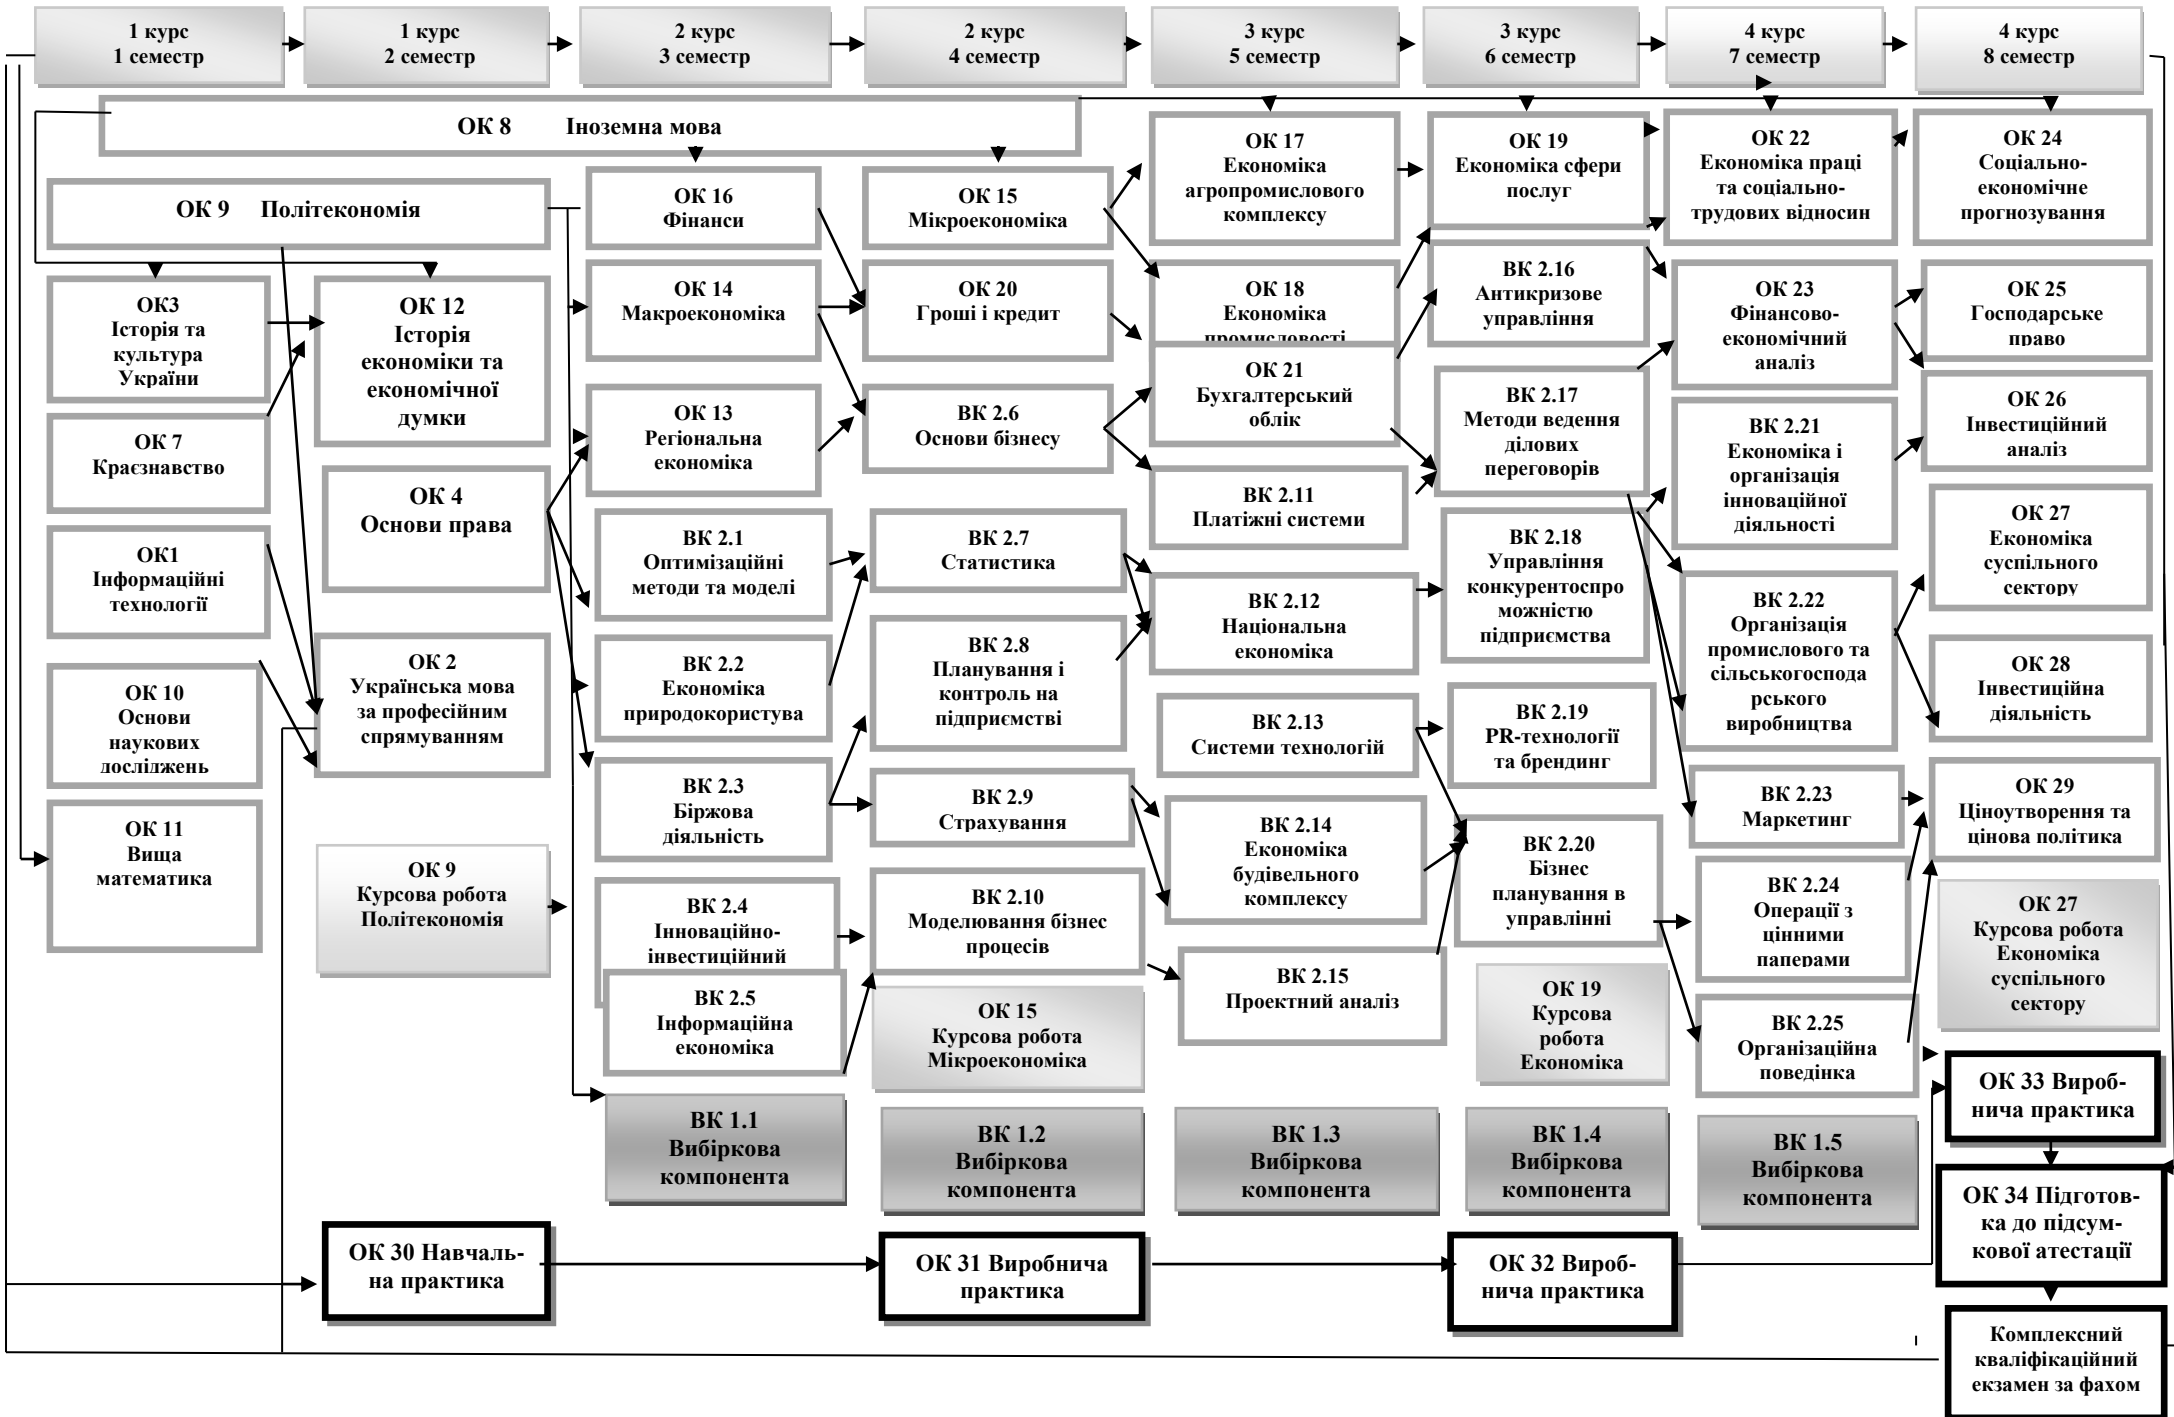 1 курс
1 семестр
1 курс
2 семестр
2 курс
3 семестр
2 курс
4 семестр
3 курс
5 семестр
3 курс
6 семестр
4 курс
7 семестр
4 курс
8 семестр
ОК 8 Іноземна мова
ОК 9 Політекономія
ОК3
Історія та
культура
України
ОК 7
Краєзнавство
ОК1
Інформаційні
технології
ОК 10
Основи
наукових
досліджень
ОК 11
Вища
математика
ОК 12
Історія
економіки та
економічної
думки
ОК 4
Основи права
ОК 2
Українська мова
за професійним
спрямуванням
ОК 9
Курсова робота
Політекономія
ОК 30 Навчаль-
на практика
ОК 16
Фінанси
ОК 14
Макроекономіка
ОК 13
Регіональна
економіка
ВК 2.1
Оптимізаційні
методи та моделі
ВК 2.2
Економіка
природокористува
ВК 2.3
Біржова
діяльність
ВК 2.4
Інноваційно-
інвестиційний
ВК 2.5
Інформаційна
економіка
ВК 1.1
Вибіркова
компонента
ОК 15
Мікроекономіка
ОК 20
Гроші і кредит
ВК 2.6
Основи бізнесу
ВК 2.7
Статистика
ВК 2.8
Планування і
контроль на
підприємстві
ВК 2.9
Страхування
ВК 2.10
Моделювання бізнес
процесів
ОК 15
Курсова робота
Мікроекономіка
ВК 1.2
Вибіркова
компонента
ОК 31 Виробнича
практика
ОК 17
Економіка
агропромислового
комплексу
ОК 18
Економіка
промисловості
ОК 21
Бухгалтерський
облік
ВК 2.11
Платіжні системи
ВК 2.12
Національна
економіка
ВК 2.13
Системи технологій
ВК 2.14
Економіка
будівельного
комплексу
ВК 2.15
Проектний аналіз
ВК 1.3
Вибіркова
компонента
ОК 19
Економіка сфери
послуг
ВК 2.16
Антикризове
управління
ВК 2.17
Методи ведення
ділових
переговорів
ВК 2.18
Управління
конкурентоспро
можністю
підприємства
ВК 2.19
PR-технології
та брендинг
ВК 2.20
Бізнес
планування в
управлінні
ОК 19
Курсова
робота
Економіка
ВК 1.4
Вибіркова
компонента
ОК 32 Вироб-
нича практика
ОК 22
Економіка праці
та соціально-
трудових відносин
ОК 23
Фінансово-
економічний
аналіз
ВК 2.21
Економіка і
організація
інноваційної
діяльності
ВК 2.22
Організація
промислового та
сільськогоспода
рського
виробництва
ВК 2.23
Маркетинг
ВК 2.24
Операції з
цінними
паперами
ВК 2.25
Організаційна
поведінка
ВК 1.5
Вибіркова
компонента
ОК 24
Соціально-
економічне
прогнозування
ОК 25
Господарське
право
ОК 26
Інвестиційний
аналіз
ОК 27
Економіка
суспільного
сектору
ОК 28
Інвестиційна
діяльність
ОК 29
Ціноутворення та
цінова політика
ОК 27
Курсова робота
Економіка
суспільного
сектору
ОК 33 Вироб-
нича практика
ОК 34 Підготов-
ка до підсум-
кової атестації
Комплексний
кваліфікаційний
екзамен за фахом